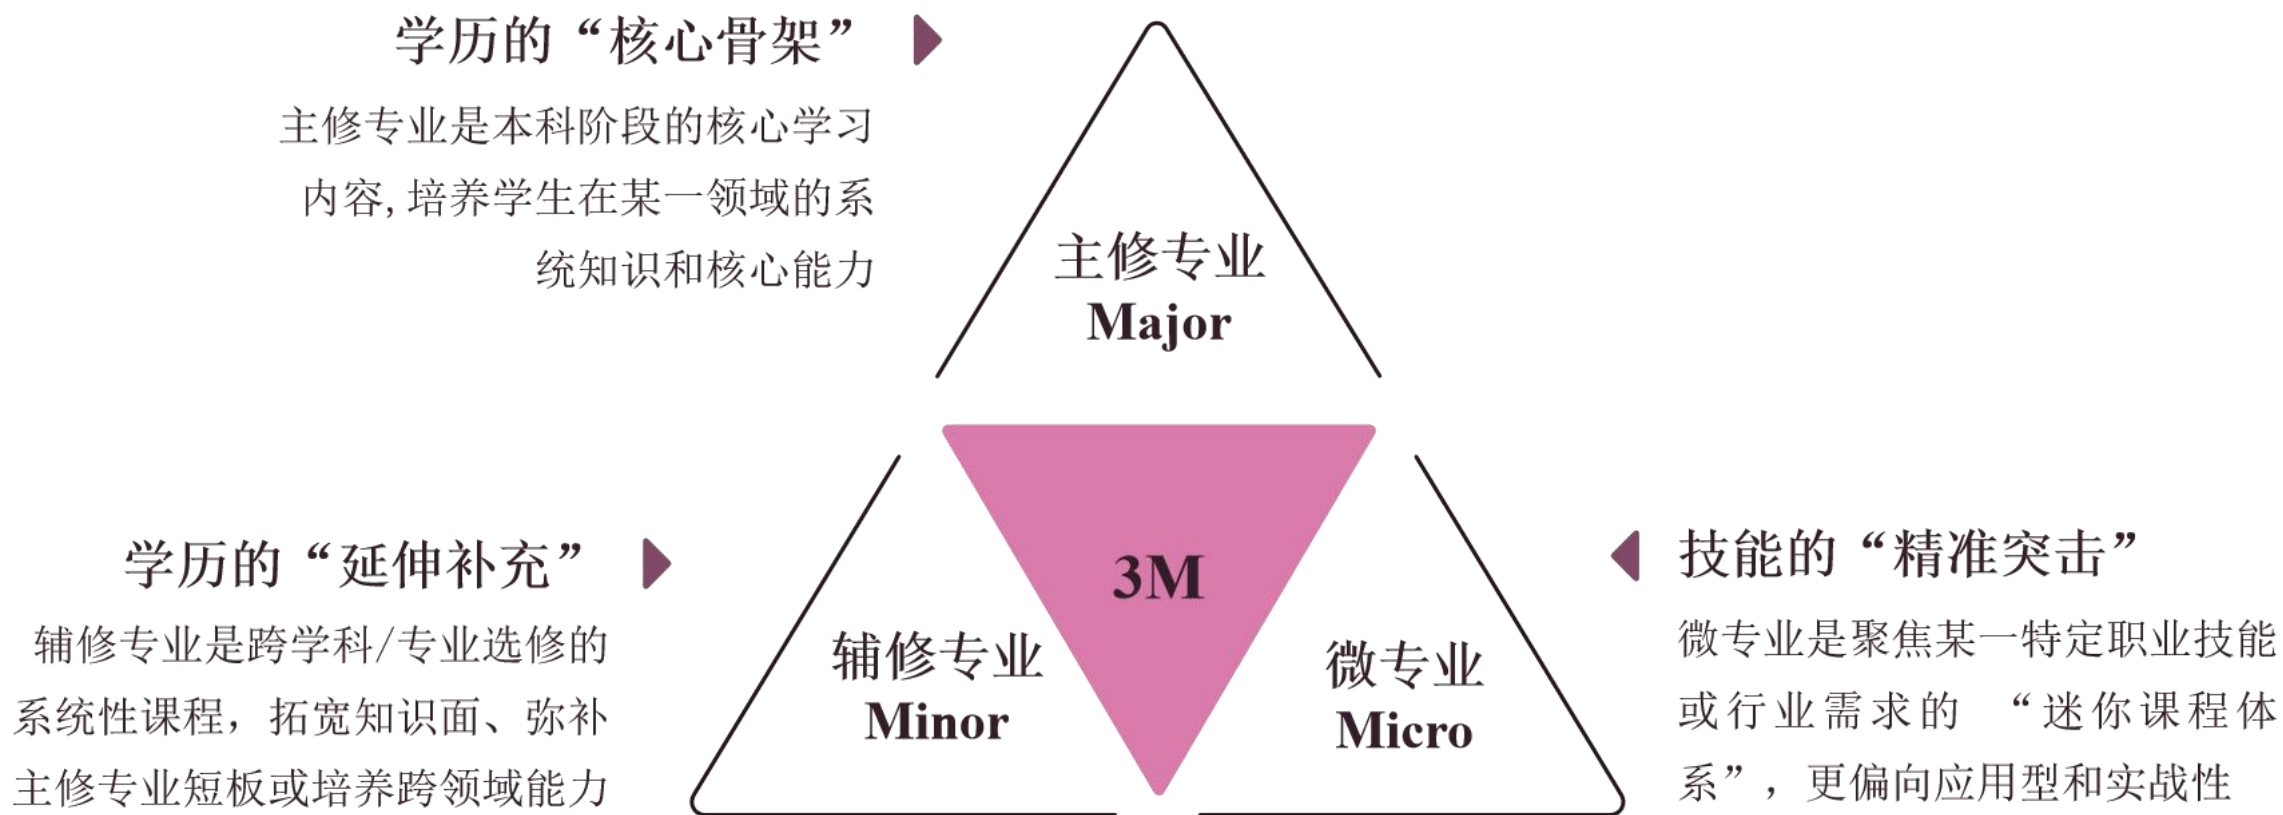 学历的“核心骨架”
主修专业是本科阶段的核心学习
内容,培养学生在某一领域的系
统知识和核心能力
主修专业
Major
3M
学历的“延伸补充”
辅修专业是跨学科/专业选修的
系统性课程，拓宽知识面、弥补
主修专业短板或培养跨领域能力
辅修专业
Minor
微专业
Micro
技能的“精准突击”
微专业是聚焦某一特定职业技能
或行业需求的 “迷你课程体
系”，更偏向应用型和实战性